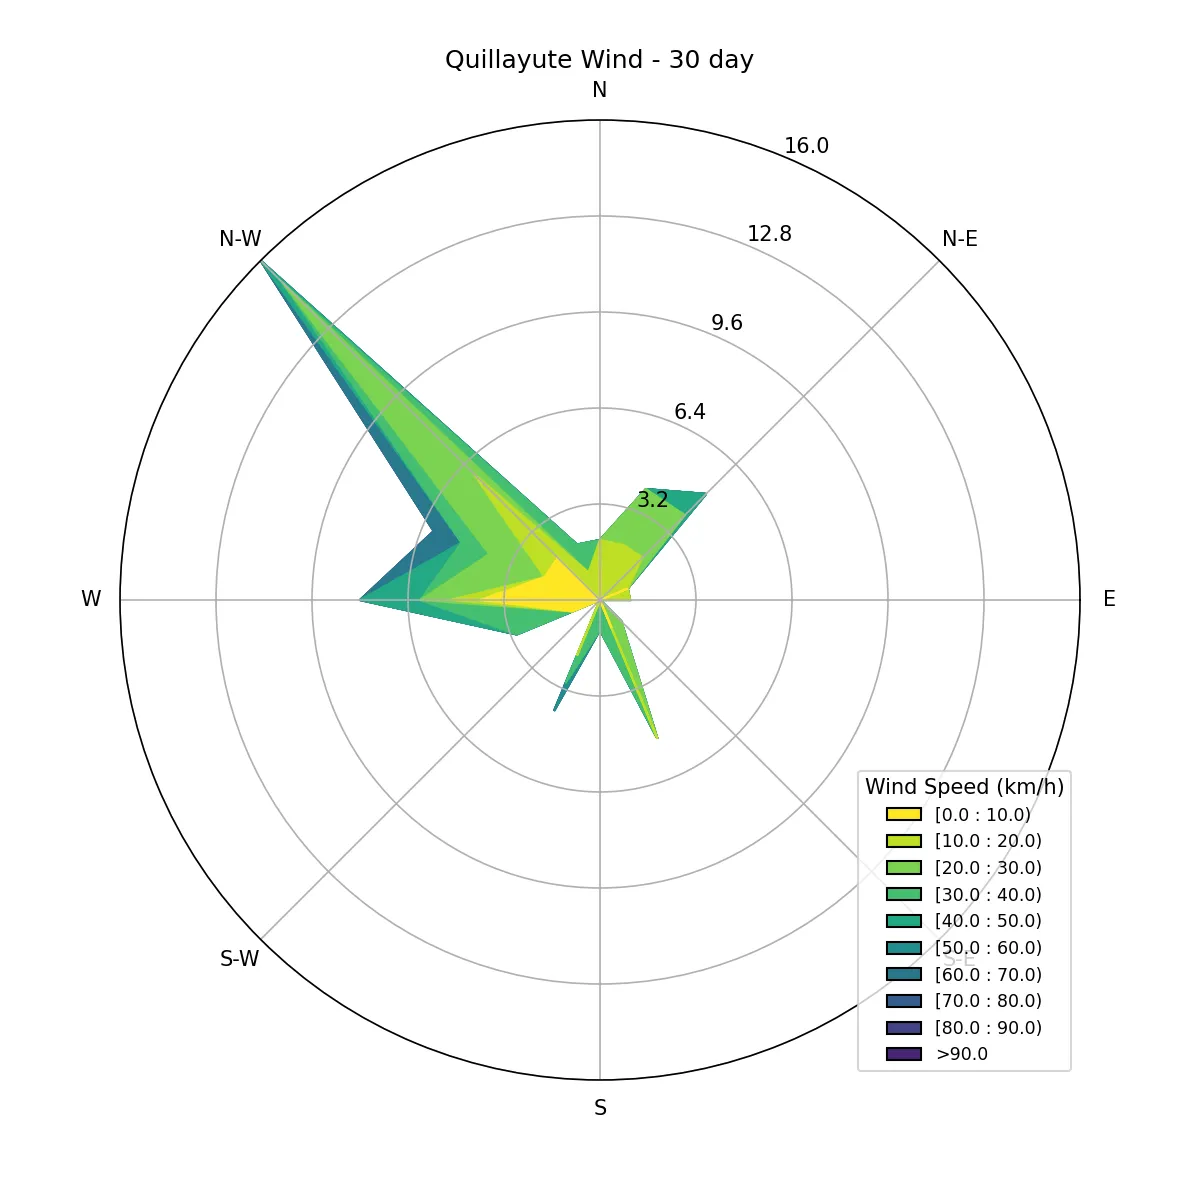 Quillayute Wind - 30 day
N
16.0
12.8
N-W
N-E
9.6
6.4
3.2
W
E
S-W
S-E
S
Wind Speed (km/h)
[0.0 : 10.0)
[10.0 : 20.0)
[20.0 : 30.0)
[30.0 : 40.0)
[40.0 : 50.0)
[50.0 : 60.0)
[60.0 : 70.0)
[70.0 : 80.0)
[80.0 : 90.0)
>90.0